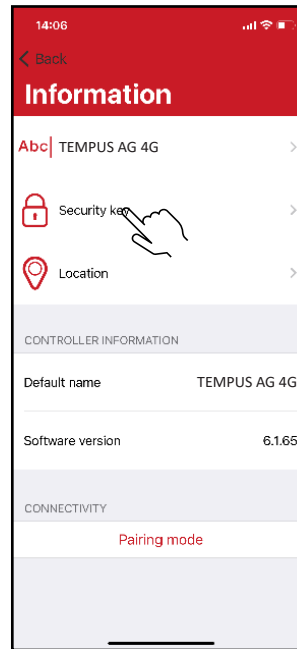 14:06
Back
Information
Abc TEMPUS AG 4G
Security key
Location
CONTROLLER INFORMATION
Default name TEMPUS AG 4G
Software version 6.1.65
CONNECTIVITY
Pairing mode